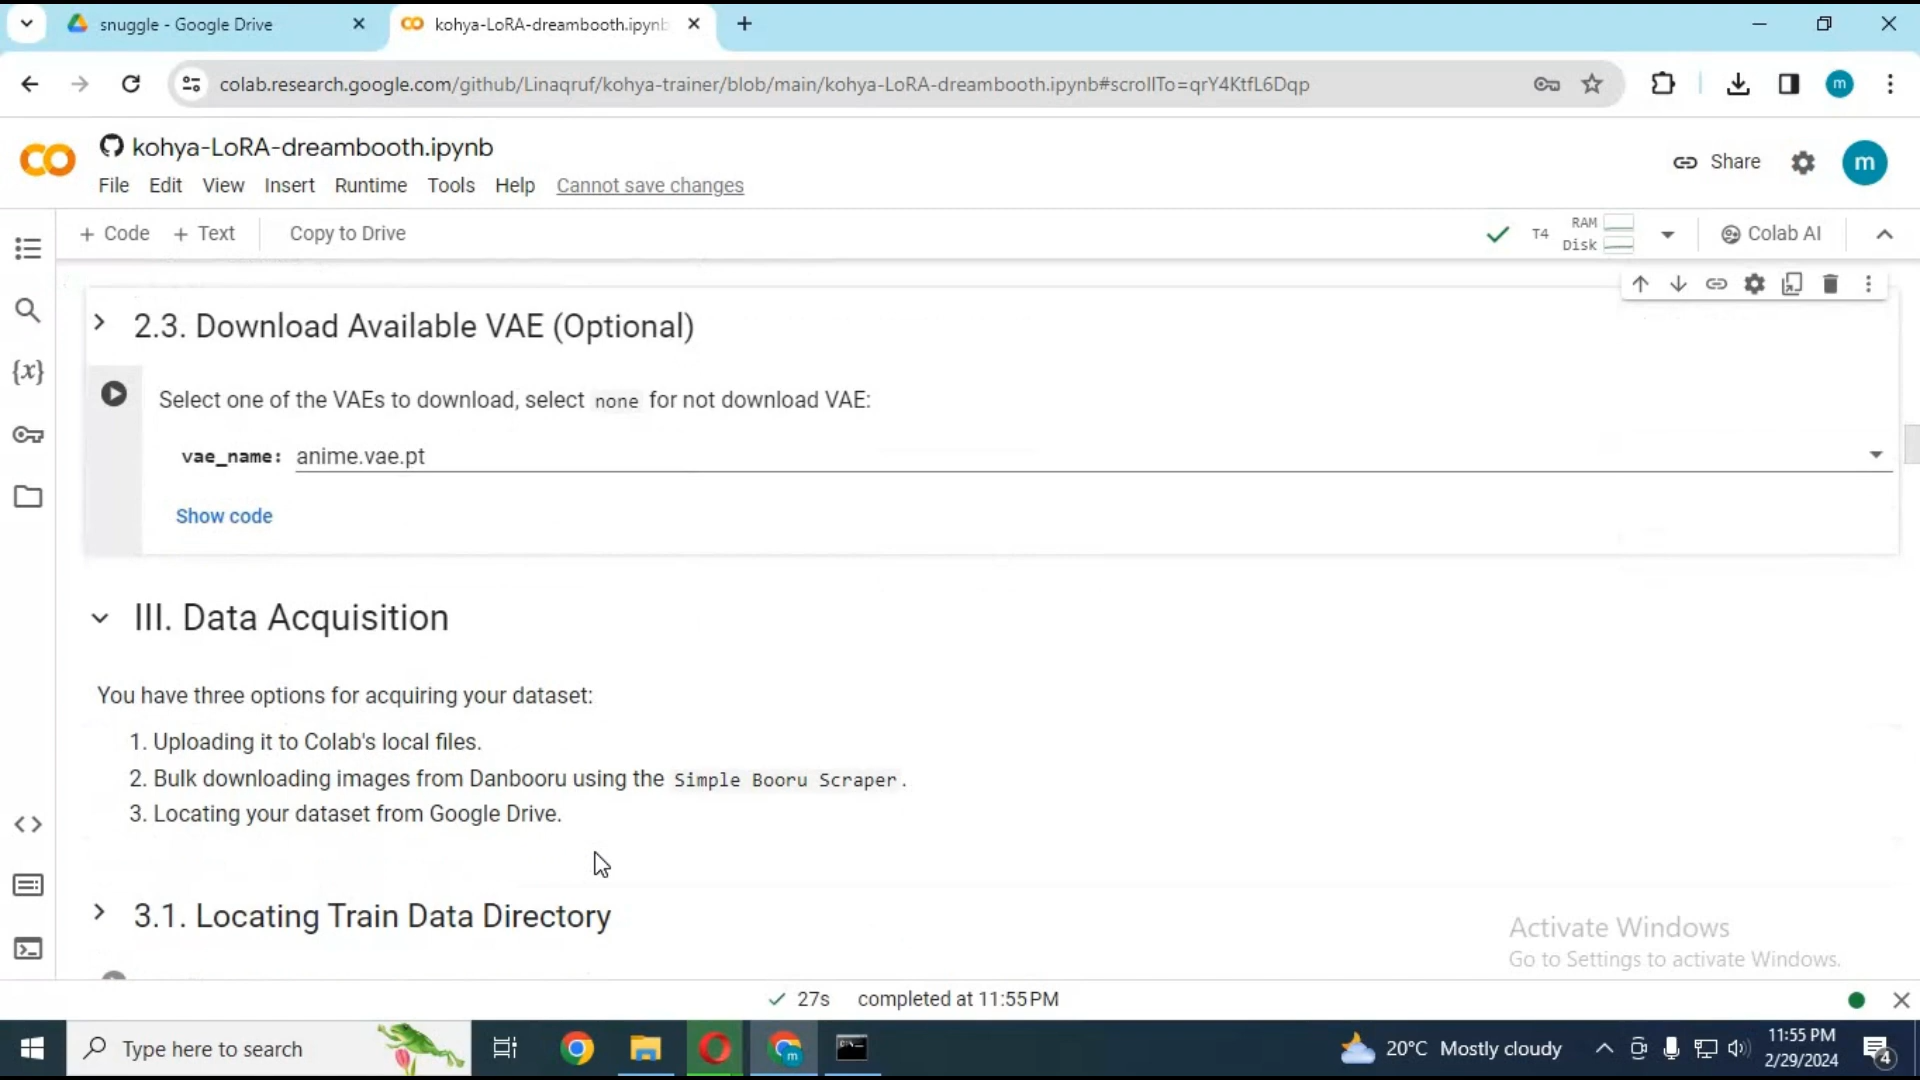 snuggle - Google Drive
kohya-LoRA-dreambooth.ipynb
colab.research.google.com/github/Linaqruf/kohya-trainer/blob/main/kohya-LoRA-dreambooth.ipynb#scrollTo=qrY4KtfL6Dqp
m
kohya-LoRA-dreambooth.ipynb
Share
m
File Edit View Insert Runtime Tools Help Cannot save changes
+ Code + Text Copy to Drive
T4
RAM
Disk
Colab AI
2.3. Download Available VAE (Optional)
Select one of the VAEs to download, select none for not download VAE:
vae_name: anime.vae.pt
Show code
III. Data Acquisition
You have three options for acquiring your dataset:
1. Uploading it to Colab's local files.
2. Bulk downloading images from Danbooru using the Simple Booru Scraper.
3. Locating your dataset from Google Drive.
3.1. Locating Train Data Directory
Activate Windows
Go to Settings to activate Windows.
27s completed at 11:55 PM
Type here to search
m
20°C Mostly cloudy
11:55 PM
2/29/2024
4